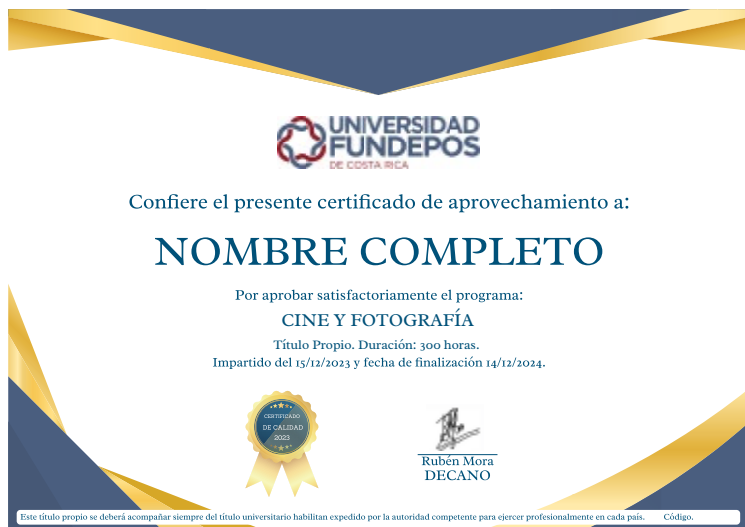 UNIVERSIDAD
FUNDEPOS
DE COSTA RICA
Confiere el presente certificado de aprovechamiento a:
NOMBRE COMPLETO
Por aprobar satisfactoriamente el programa:
CINE Y FOTOGRAFÍA
Título Propio. Duración: 300 horas.
Impartido del 15/12/2023 y fecha de finalización 14/12/2024.
CERTIFICADO
DE CALIDAD
2023
Rubén Mora
DECANO
Este título propio se deberá acompañar siempre del título universitario habilitan expedido por la autoridad competente para ejercer profesionalmente en cada país. Código.